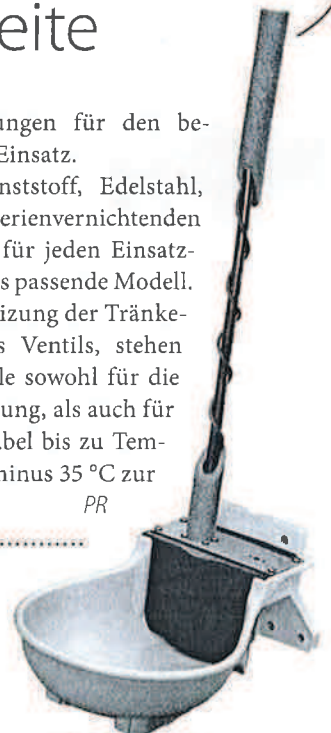 eite
ungen für den be-
Einsatz.
nststoff, Edelstahl,
erienvernichtenden
für jeden Einsatz-
s passende Modell.
izung der Tränke-
s Ventils, stehen
le sowohl für die
ung, als auch für
abel bis zu Tem-
minus 35 °C zur
PR